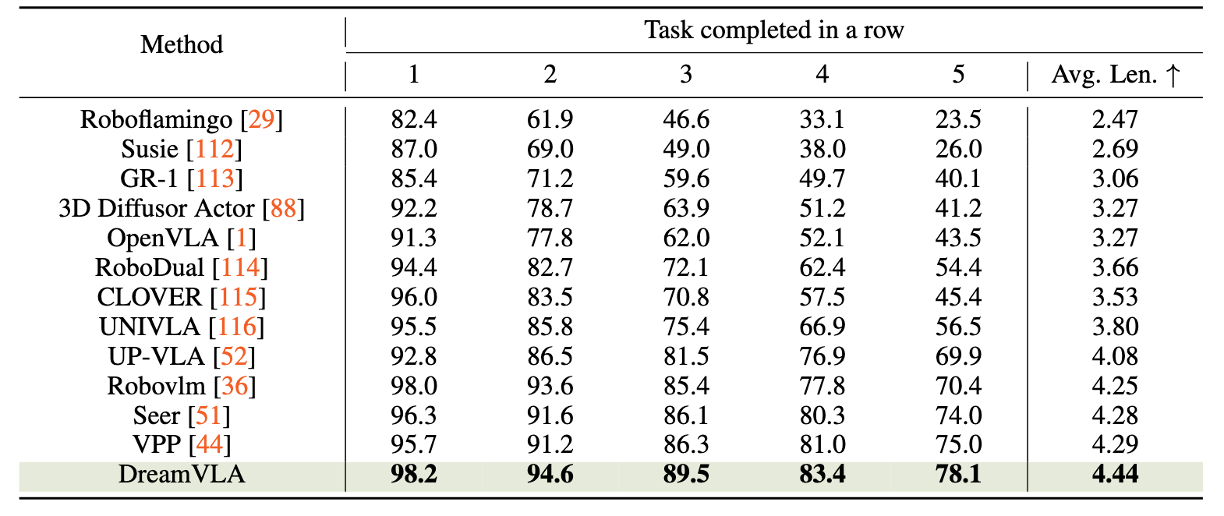 Method Task completed in a row
1 2 3 4 5 Avg. Len. ↑
Roboflamingo [29] 82.4 61.9 46.6 33.1 23.5 2.47
Susie [112] 87.0 69.0 49.0 38.0 26.0 2.69
GR-1 [113] 85.4 71.2 59.6 49.7 40.1 3.06
3D Diffusor Actor [88] 92.2 78.7 63.9 51.2 41.2 3.27
OpenVLA [1] 91.3 77.8 62.0 52.1 43.5 3.27
RoboDual [114] 94.4 82.7 72.1 62.4 54.4 3.66
CLOVER [115] 96.0 83.5 70.8 57.5 45.4 3.53
UNIVLA [116] 95.5 85.8 75.4 66.9 56.5 3.80
UP-VLA [52] 92.8 86.5 81.5 76.9 69.9 4.08
Robovlm [36] 98.0 93.6 85.4 77.8 70.4 4.25
Seer [51] 96.3 91.6 86.1 80.3 74.0 4.28
VPP [44] 95.7 91.2 86.3 81.0 75.0 4.29
DreamVLA 98.2 94.6 89.5 83.4 78.1 4.44